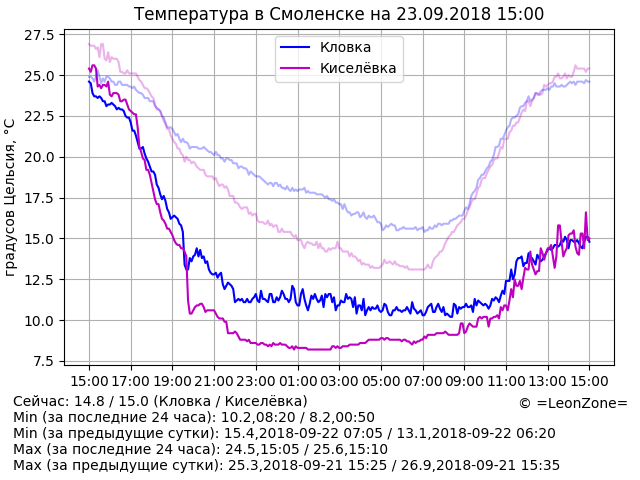 Температура в Смоленске на 23.09.2018 15:00
27.5
25.0
22.5
20.0
17.5
15.0
12.5
10.0
7.5
градусов Цельсия, °C
Кловка
Киселёвка
15:00 17:00 19:00 21:00 23:00 01:00 03:00 05:00 07:00 09:00 11:00 13:00 15:00
Сейчас: 14.8 / 15.0 (Кловка / Киселёвка)
© =LeonZone=
Min (за последние 24 часа): 10.2,08:20 / 8.2,00:50
Min (за предыдущие сутки): 15.4,2018-09-22 07:05 / 13.1,2018-09-22 06:20
Max (за последние 24 часа): 24.5,15:05 / 25.6,15:10
Max (за предыдущие сутки): 25.3,2018-09-21 15:25 / 26.9,2018-09-21 15:35